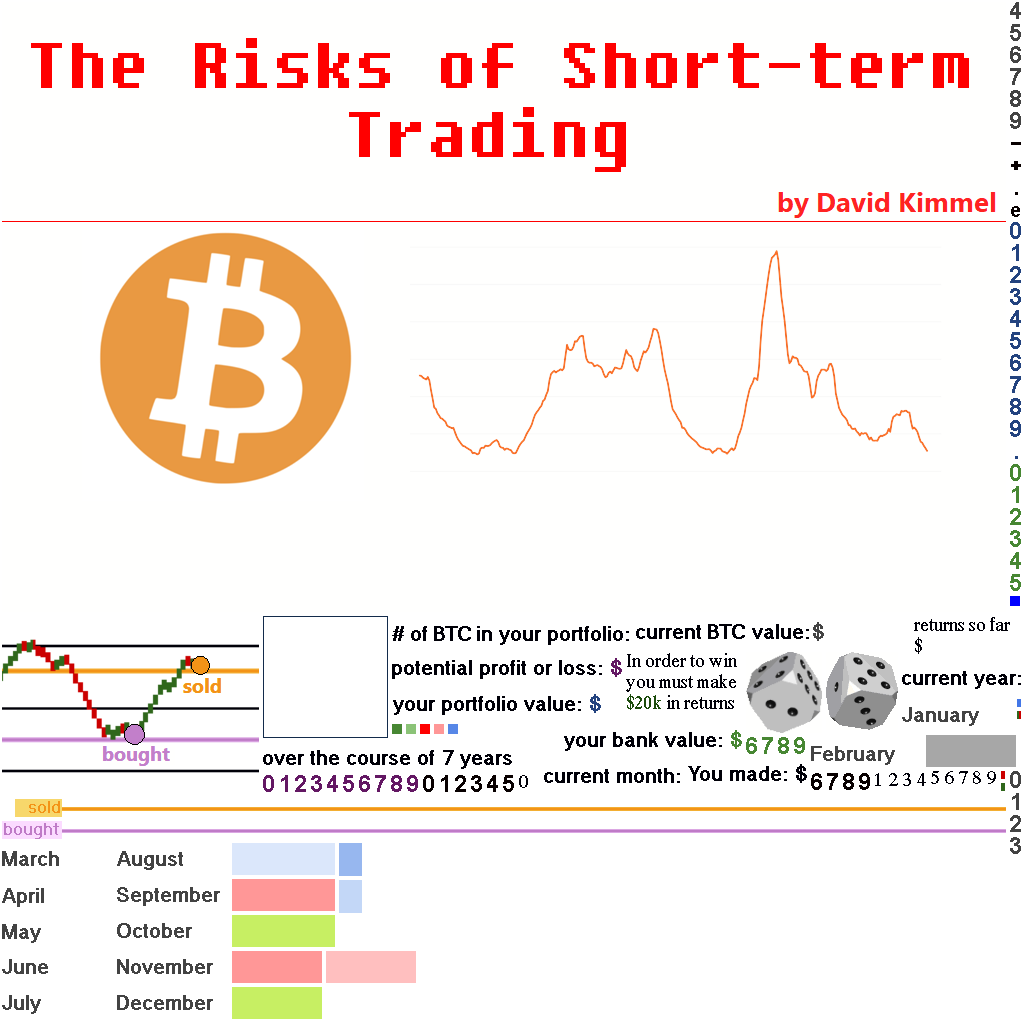 The Risks of Short-term
Trading
by David Kimmel
4
5
6
7
8
9
-
+
.
e
0
1
2
3
4
5
6
7
8
9
.
0
1
2
3
4
5
sold
bought
# of BTC in your portfolio:
current BTC value: $
returns so far
$
potential profit or loss: $
In order to win
you must make
$20k in returns
your portfolio value: $
current year:
January
your bank value: $6789
February
over the course of 7 years
01234567890123450
current month:
You made: $
67891 2 3 4 5 6 7 8 9
0
1
2
3
sold
bought
March
August
April
September
May
October
June
November
July
December